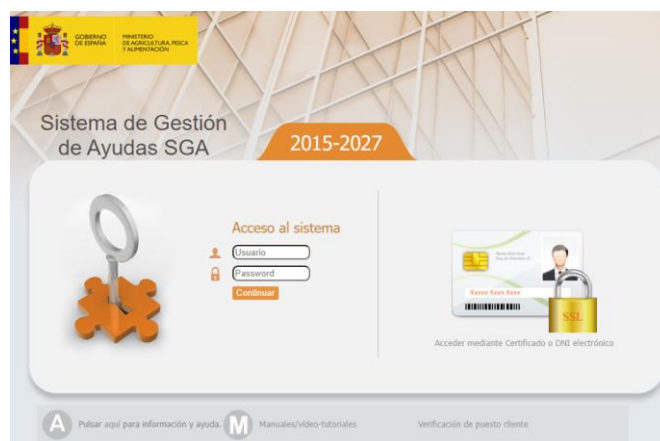 GOBIERNO
DE ESPAÑA
MINISTERIO
DE AGRICULTURA, PESCA
Y ALIMENTACIÓN
Sistema de Gestión
de Ayudas SGA
2015-2027
Acceso al sistema
Usuario
Password
Continuar
SSL
Acceder mediante Certificado o DNI electrónico
A Pulsar aquí para información y ayuda.
M Manuales/vídeo-tutoriales
Verificación de puesto cliente